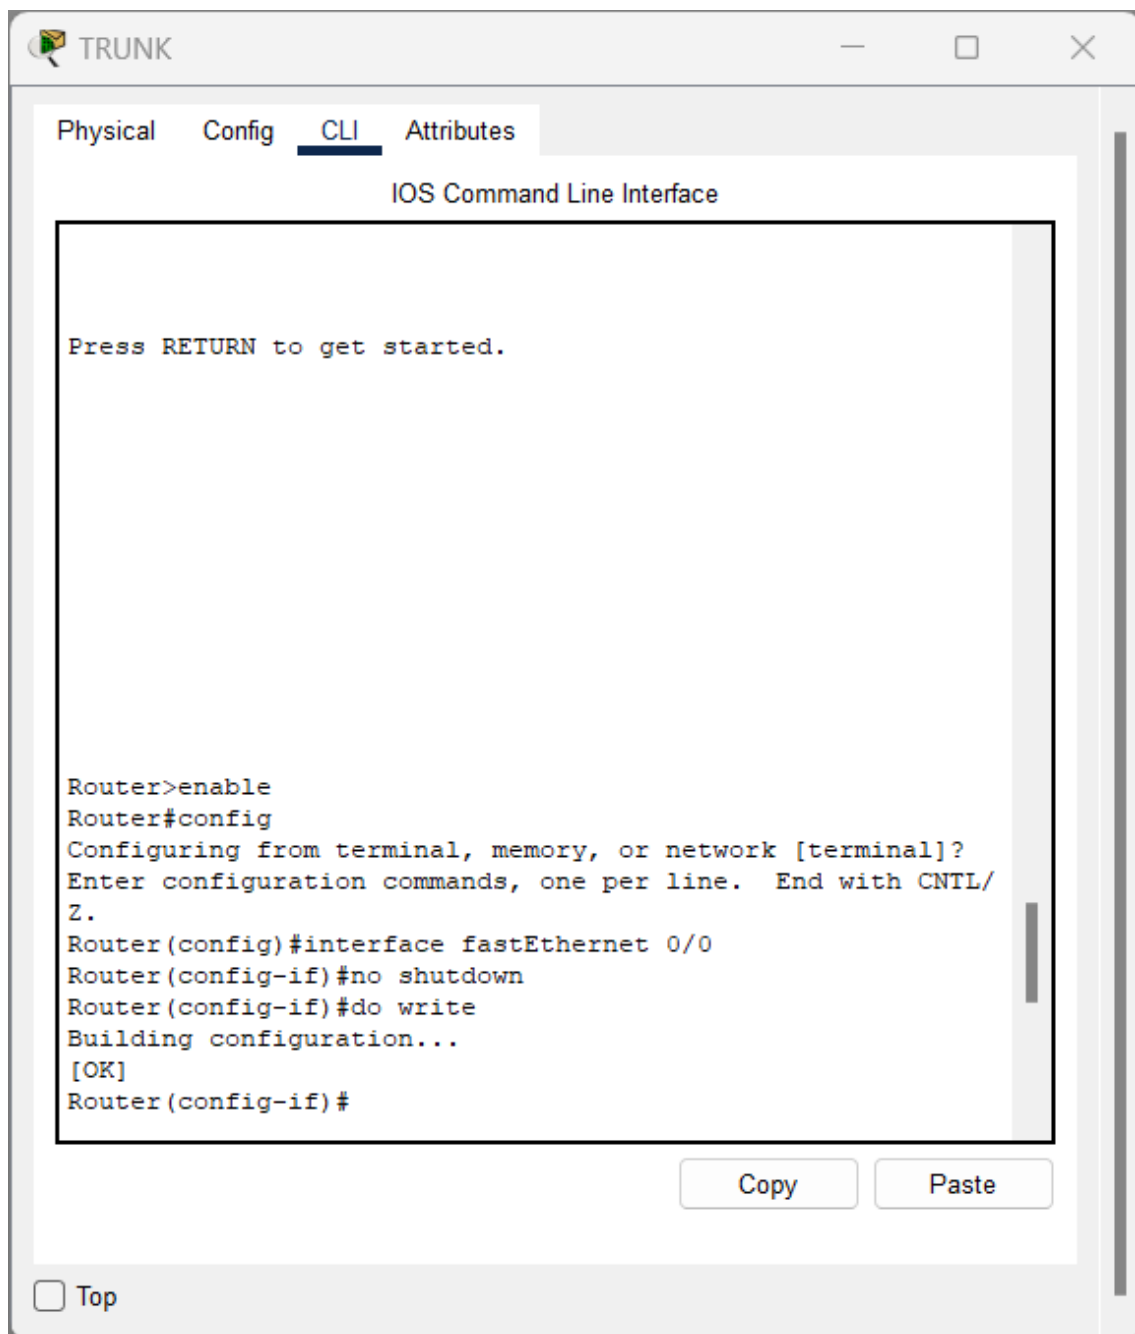 TRUNK
Physical Config CLI Attributes
IOS Command Line Interface
Press RETURN to get started.
Router>enable
Router#config
Configuring from terminal, memory, or network [terminal]?
Enter configuration commands, one per line.  End with CNTL/
Z.
Router(config)#interface fastEthernet 0/0
Router(config-if)#no shutdown
Router(config-if)#do write
Building configuration...
[OK]
Router(config-if)#
Copy Paste
Top